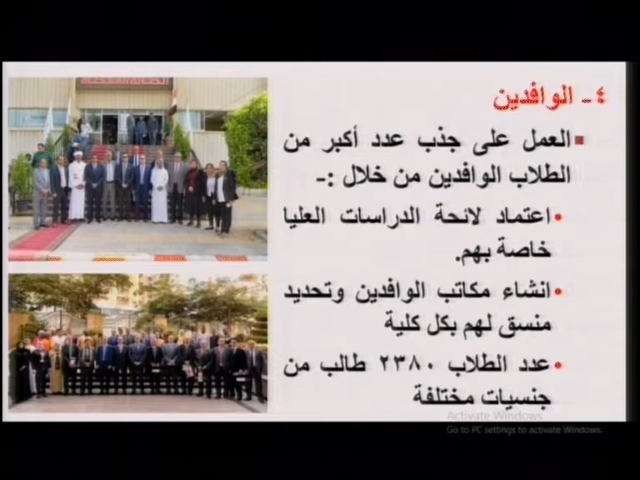 ٤ - الوافدين
العمل على جذب عدد أكبر من
الطلاب الوافدين من خلال :-
اعتماد لائحة الدراسات العليا
خاصة بهم.
انشاء مكاتب الوافدين وتحديد
منسق لهم بكل كلية
عدد الطلاب ٢٣٨٠ طالب من
جنسيات مختلفة
Activate Windows
Go to PC settings to activate Windows.